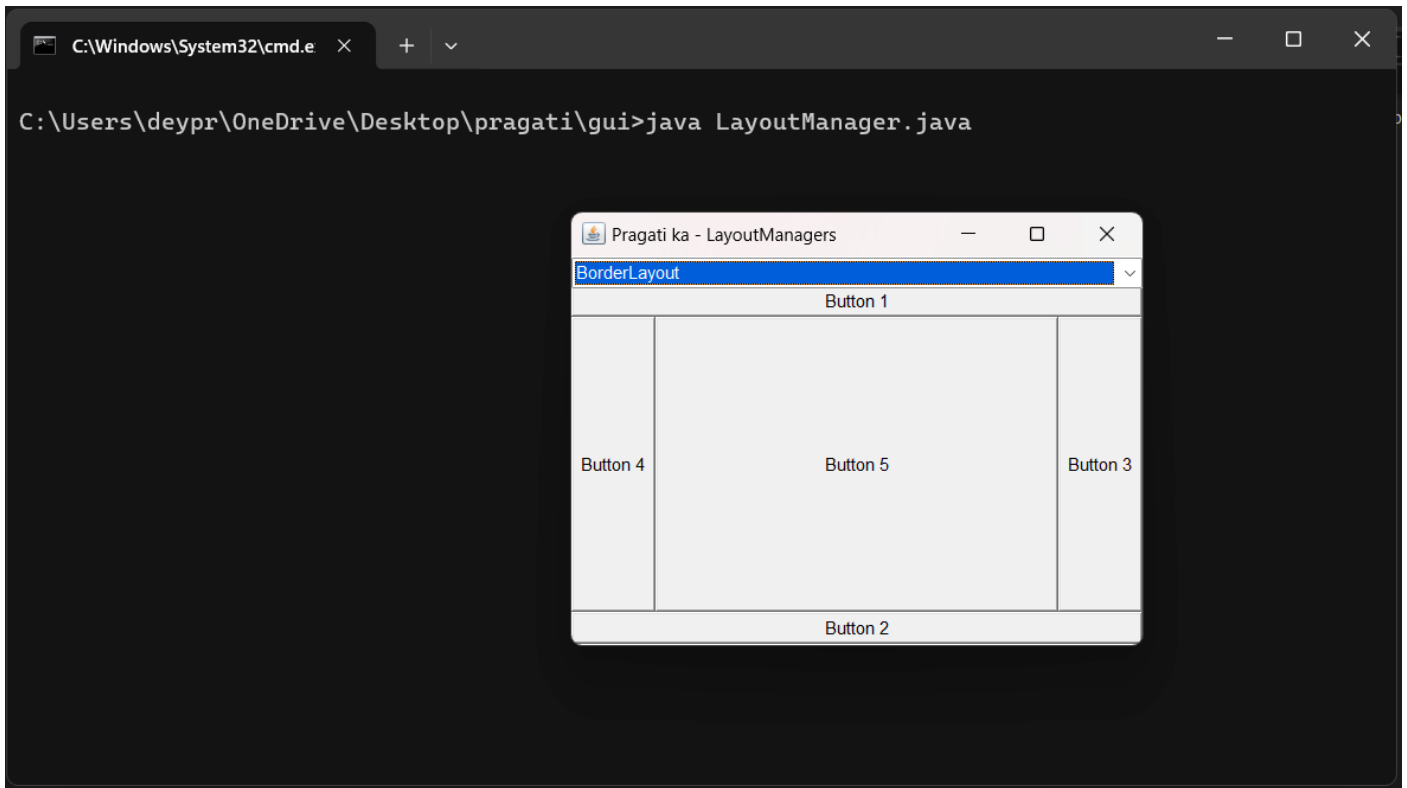 C:\Windows\System32\cmd.e
C:\Users\deypr\OneDrive\Desktop\pragati\gui>java LayoutManager.java
Pragati ka - LayoutManagers
BorderLayout
Button 1
Button 4 Button 5 Button 3
Button 2